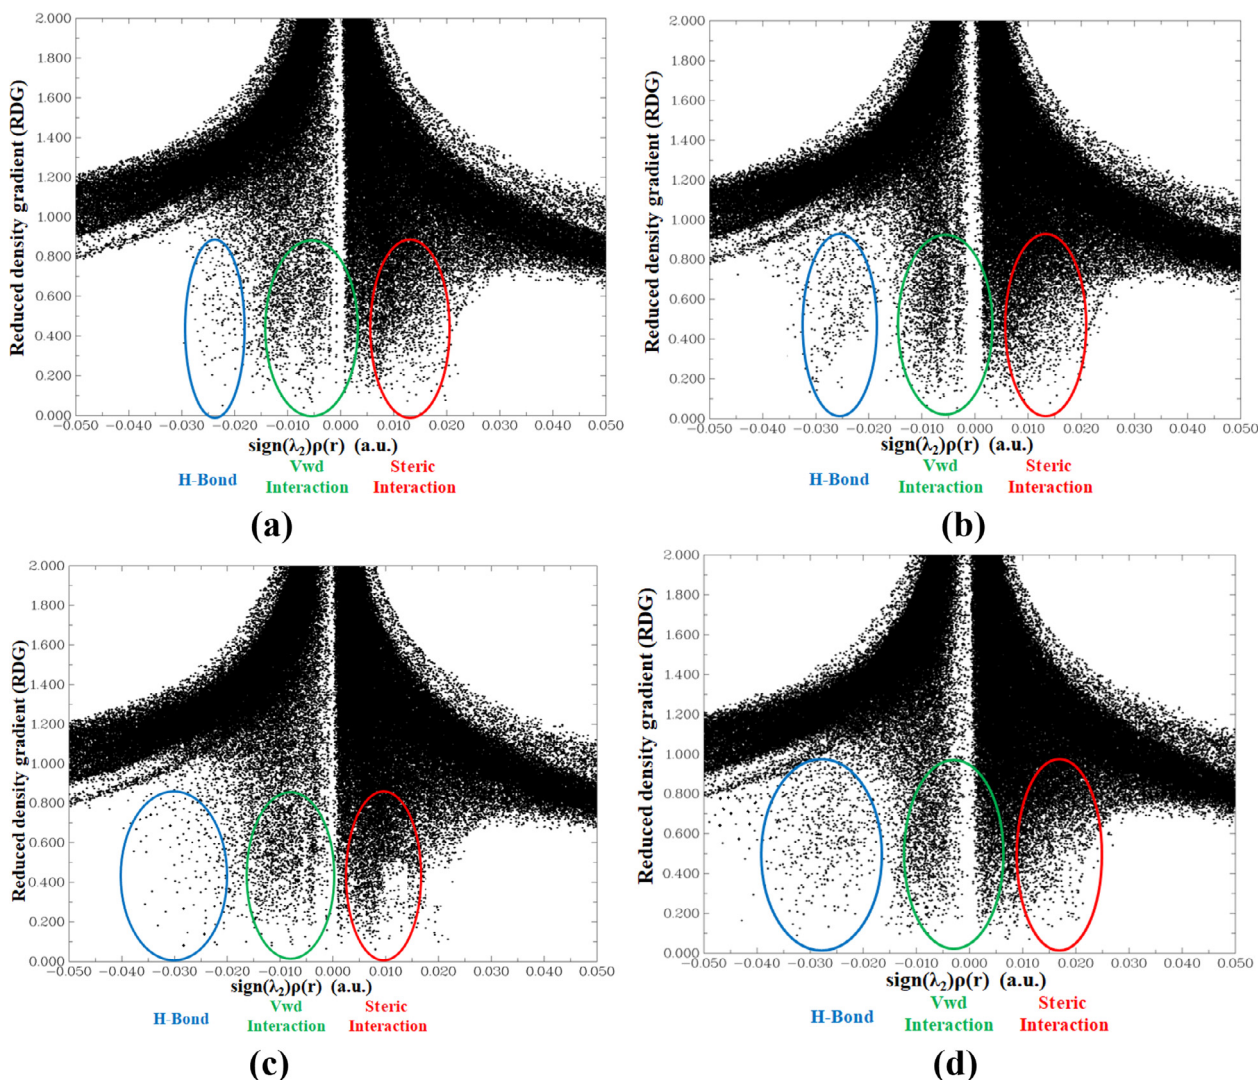 2.000
1.800
1.600
1.400
1.200
1.000
0.800
0.600
0.400
0.200
0.000
Reduced density gradient (RDG)
−0.050 −0.040 −0.030 −0.020 −0.010 0.000 0.010 0.020 0.030 0.040 0.050
sign(λ₂)ρ(r) (a.u.)
H-Bond
Vwd
Interaction
Steric
Interaction
(a)
2.000
1.800
1.600
1.400
1.200
1.000
0.800
0.600
0.400
0.200
0.000
Reduced density gradient (RDG)
−0.050 −0.040 −0.030 −0.020 −0.010 0.000 0.010 0.020 0.030 0.040 0.050
sign(λ₂)ρ(r) (a.u.)
H-Bond
Vwd
Interaction
Steric
Interaction
(b)
2.000
1.800
1.600
1.400
1.200
1.000
0.800
0.600
0.400
0.200
0.000
Reduced density gradient (RDG)
−0.050 −0.040 −0.030 −0.020 −0.010 0.000 0.010 0.020 0.030 0.040 0.050
sign(λ₂)ρ(r) (a.u.)
H-Bond
Vwd
Interaction
Steric
Interaction
(c)
2.000
1.800
1.600
1.400
1.200
1.000
0.800
0.600
0.400
0.200
0.000
Reduced density gradient (RDG)
−0.050 −0.040 −0.030 −0.020 −0.010 0.000 0.010 0.020 0.030 0.040 0.050
sign(λ₂)ρ(r) (a.u.)
H-Bond
Vwd
Interaction
Steric
Interaction
(d)